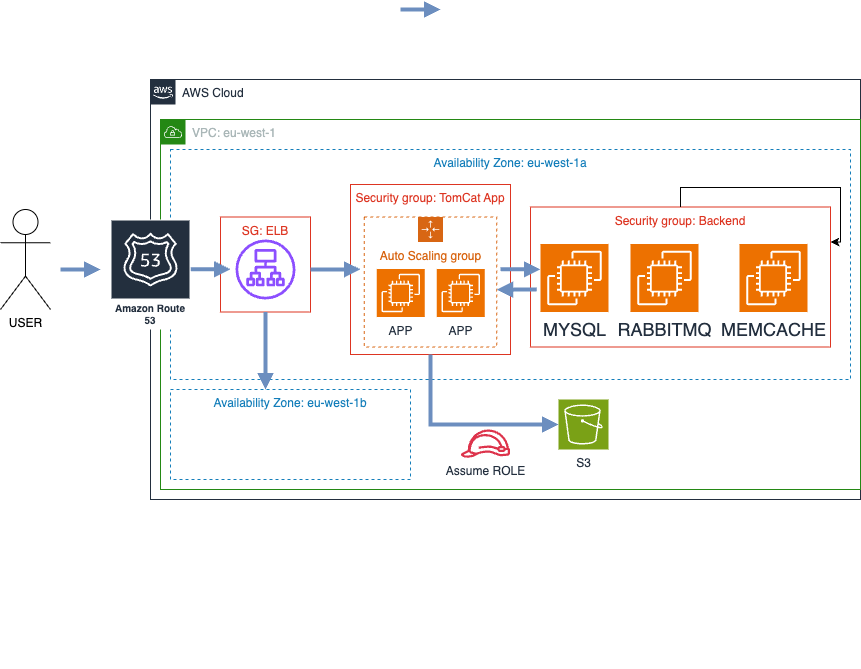 aws
AWS Cloud
VPC: eu-west-1
Availability Zone: eu-west-1a
Security group: TomCat App
SG: ELB
Security group: Backend
Auto Scaling group
53
Amazon Route
53
USER
APP
APP
MYSQL
RABBITMQ
MEMCACHE
Availability Zone: eu-west-1b
S3
Assume ROLE